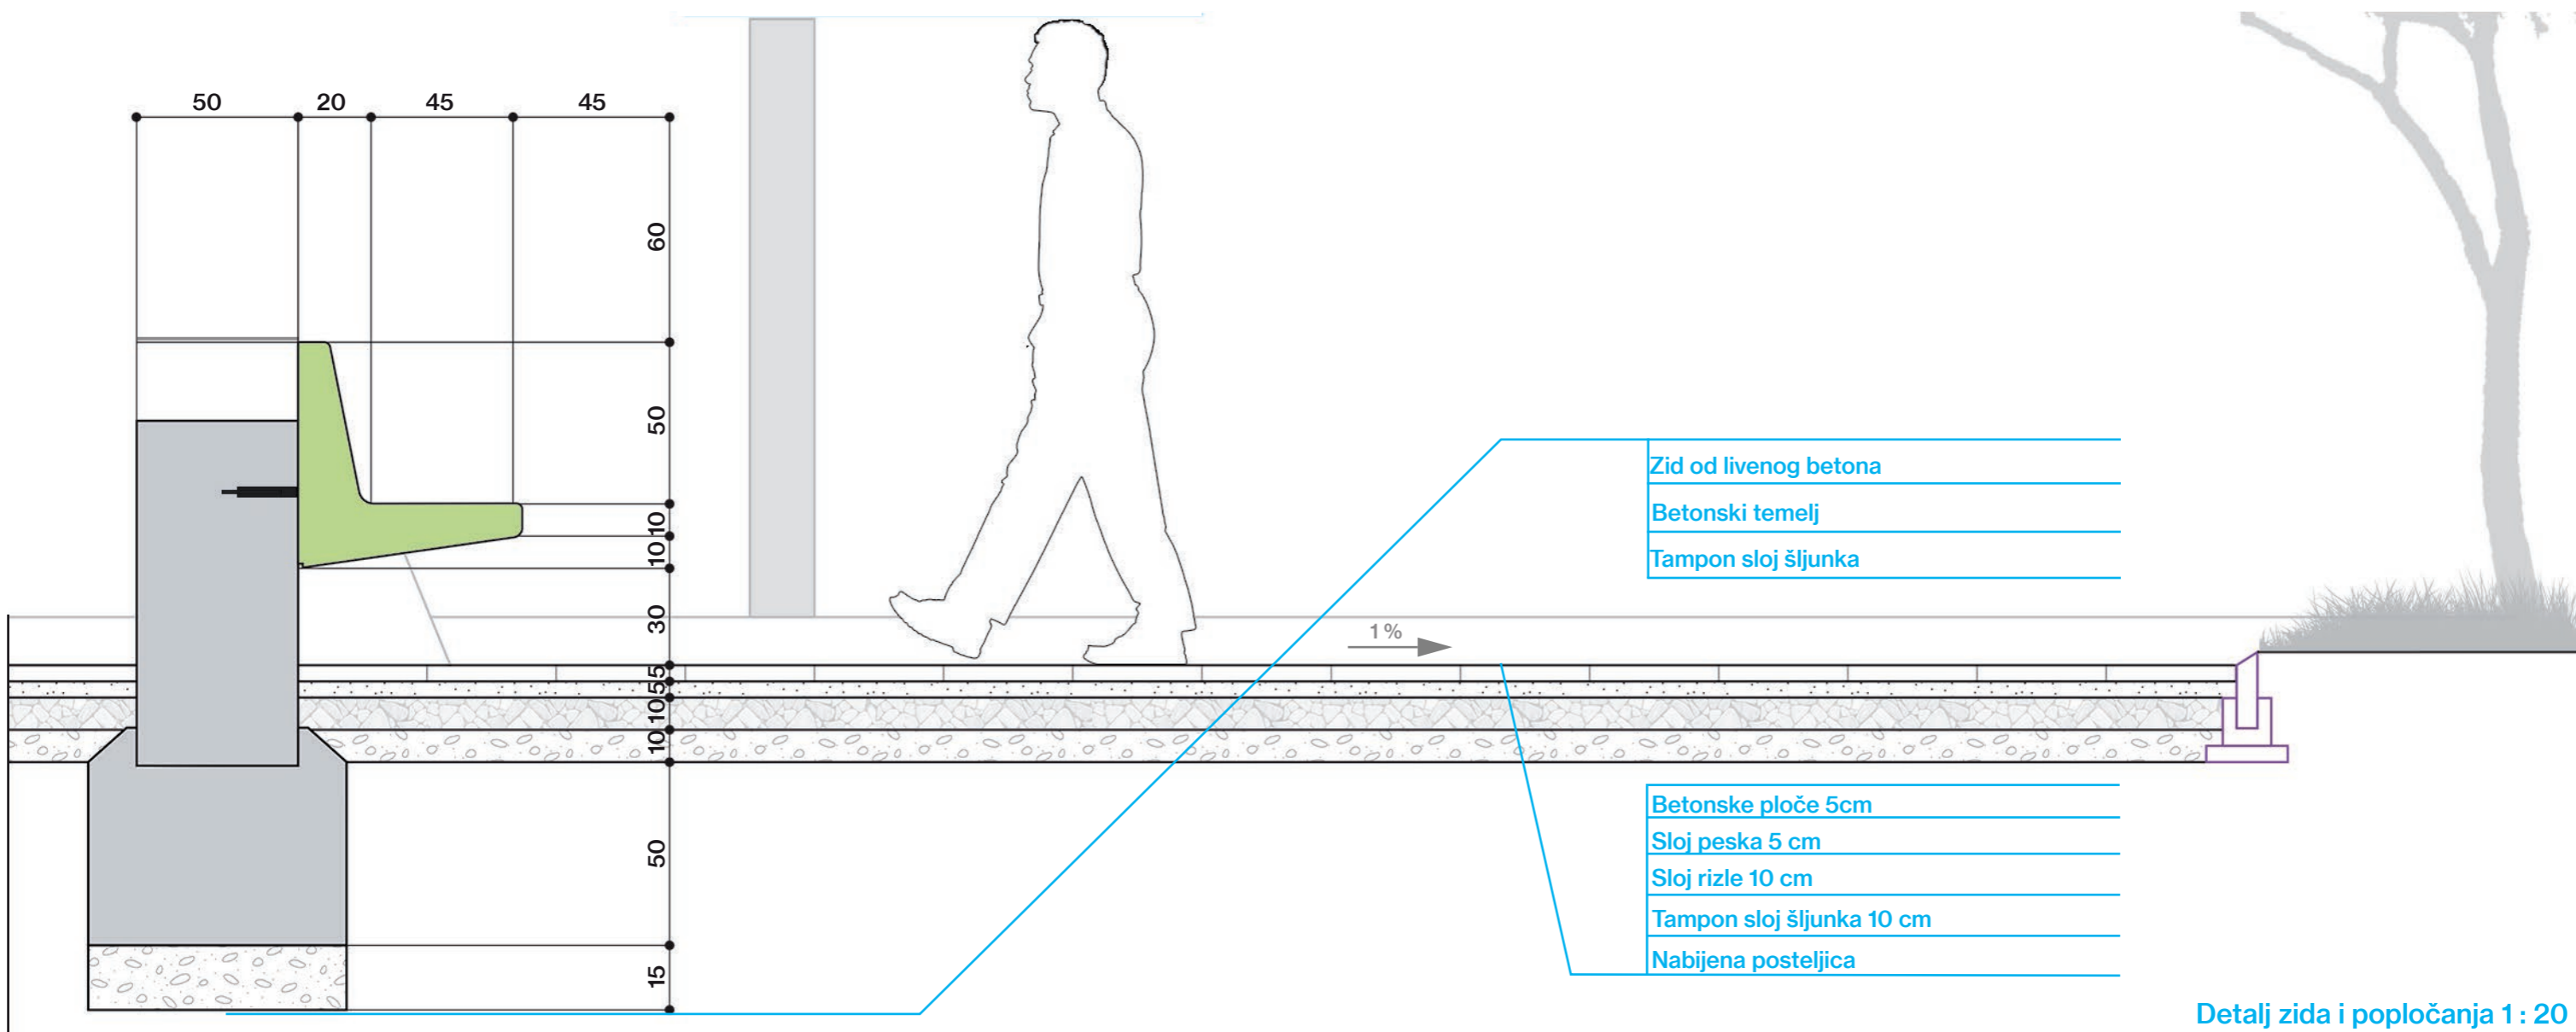 50 20 45 45
60
50
10
10
30
5
5
10
10
50
15
1%
Zid od livenog betona
Betonski temelj
Tampon sloj šljunka
Betonske ploče 5cm
Sloj peska 5 cm
Sloj rizle 10 cm
Tampon sloj šljunka 10 cm
Nabijena posteljica
Detalj zida i popločanja 1 : 20